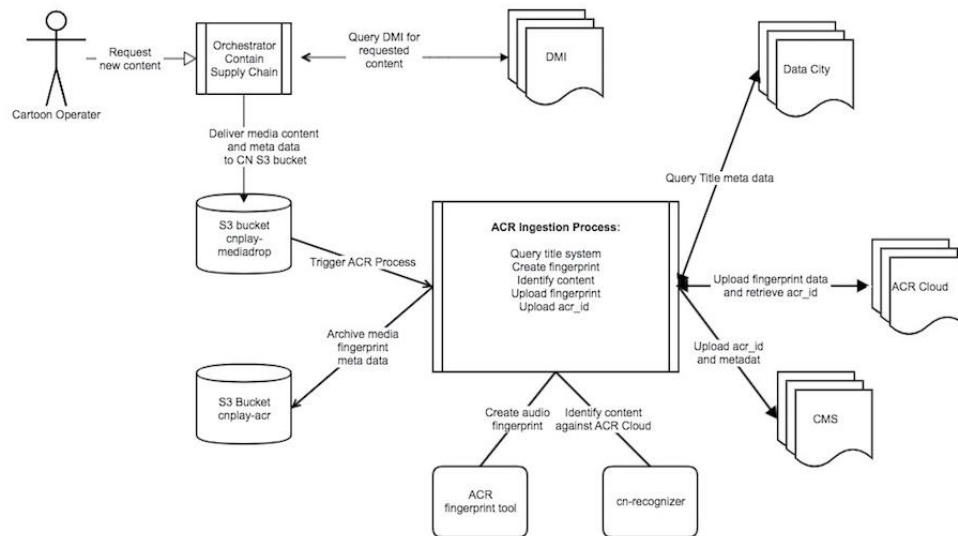 Cartoon Operater
Request
new content
Orchestrator
Contain
Supply Chain
Query DMI for
requested
content
DMI
Data City
Deliver media content
and meta data
to CN S3 bucket
Query Title meta data
S3 bucket
cnplay-
mediadrop
Trigger ACR Process
ACR Ingestion Process:
Query title system
Create fingerprint
Identify content
Upload fingerprint
Upload acr_id
Upload fingerprint data
and retrieve acr_id
ACR Cloud
Archive media
fingerprint
meta data
Upload acr_id
and metadat
S3 Bucket
cnplay-acr
CMS
Create audio
fingerprint
Identify content
against ACR Cloud
ACR
fingerprint tool
cn-recognizer